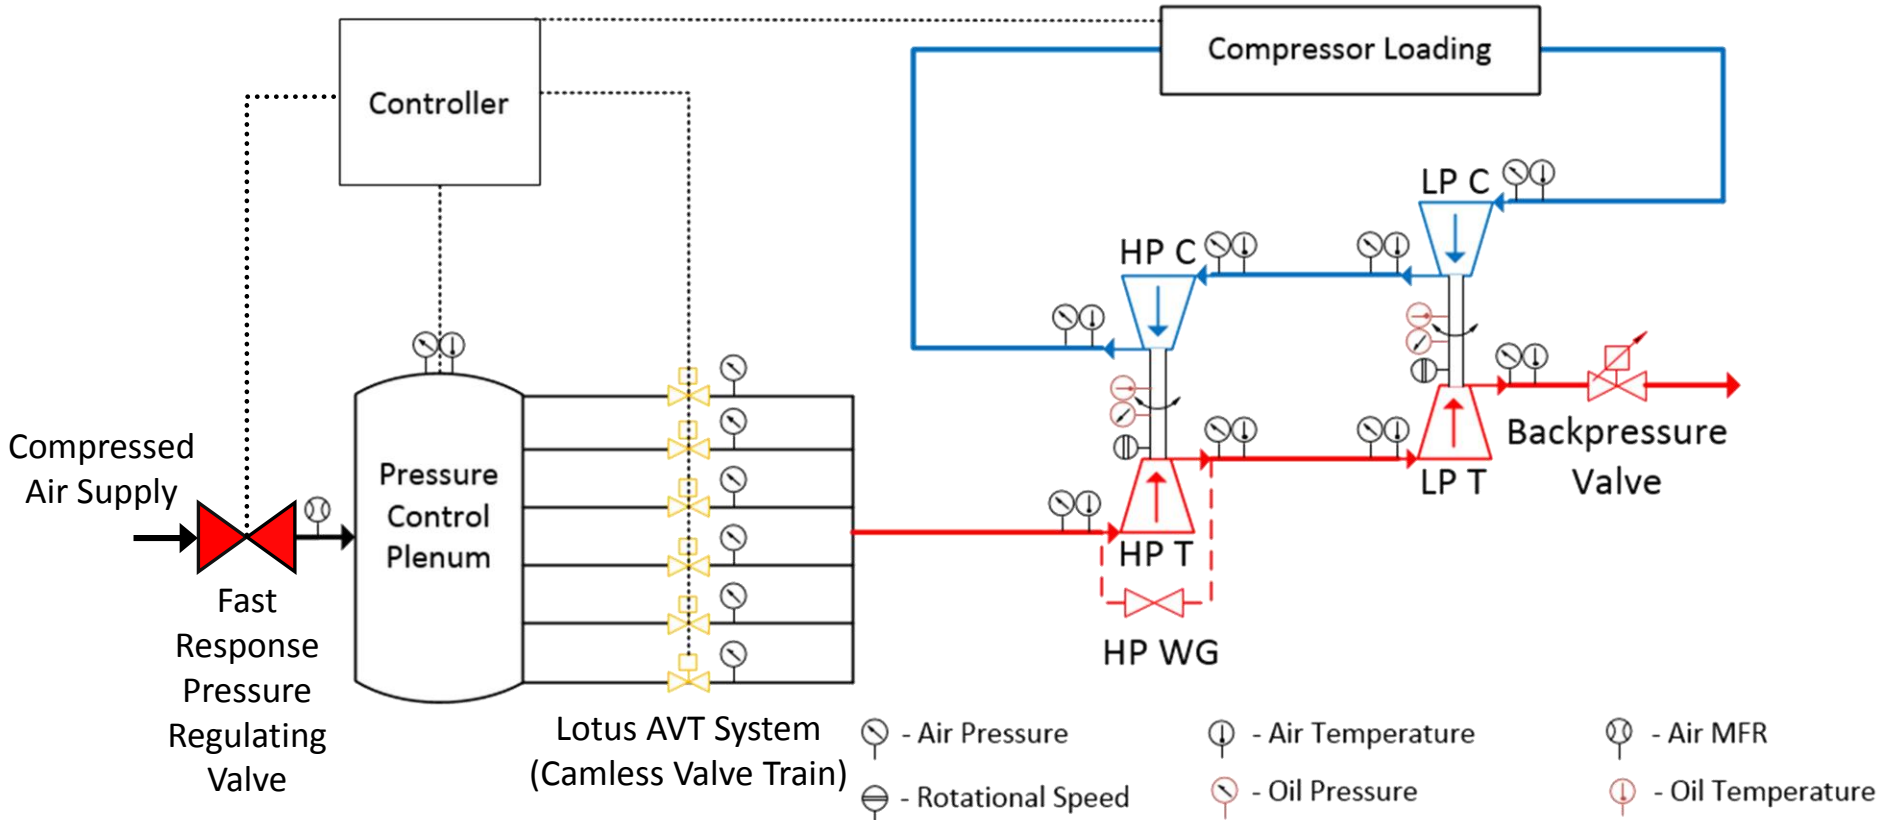 Controller
Compressor Loading
LP C
HP C
Compressed
Air Supply
Pressure
Control
Plenum
Backpressure
Valve
LP T
HP T
HP WG
Fast
Response
Pressure
Regulating
Valve
Lotus AVT System
(Camless Valve Train)
- Air Pressure
- Air Temperature
- Air MFR
- Rotational Speed
- Oil Pressure
- Oil Temperature